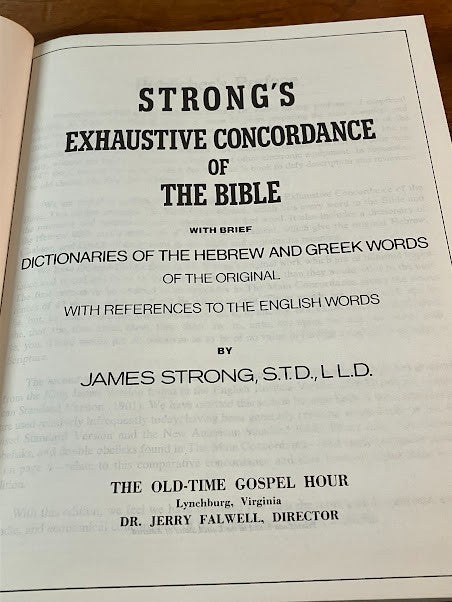 STRONG'S
EXHAUSTIVE CONCORDANCE
OF
THE BIBLE
WITH BRIEF
DICTIONARIES OF THE HEBREW AND GREEK WORDS
OF THE ORIGINAL
WITH REFERENCES TO THE ENGLISH WORDS
BY
JAMES STRONG, S.T.D., L L.D.
THE OLD-TIME GOSPEL HOUR
Lynchburg, Virginia
DR. JERRY FALWELL, DIRECTOR